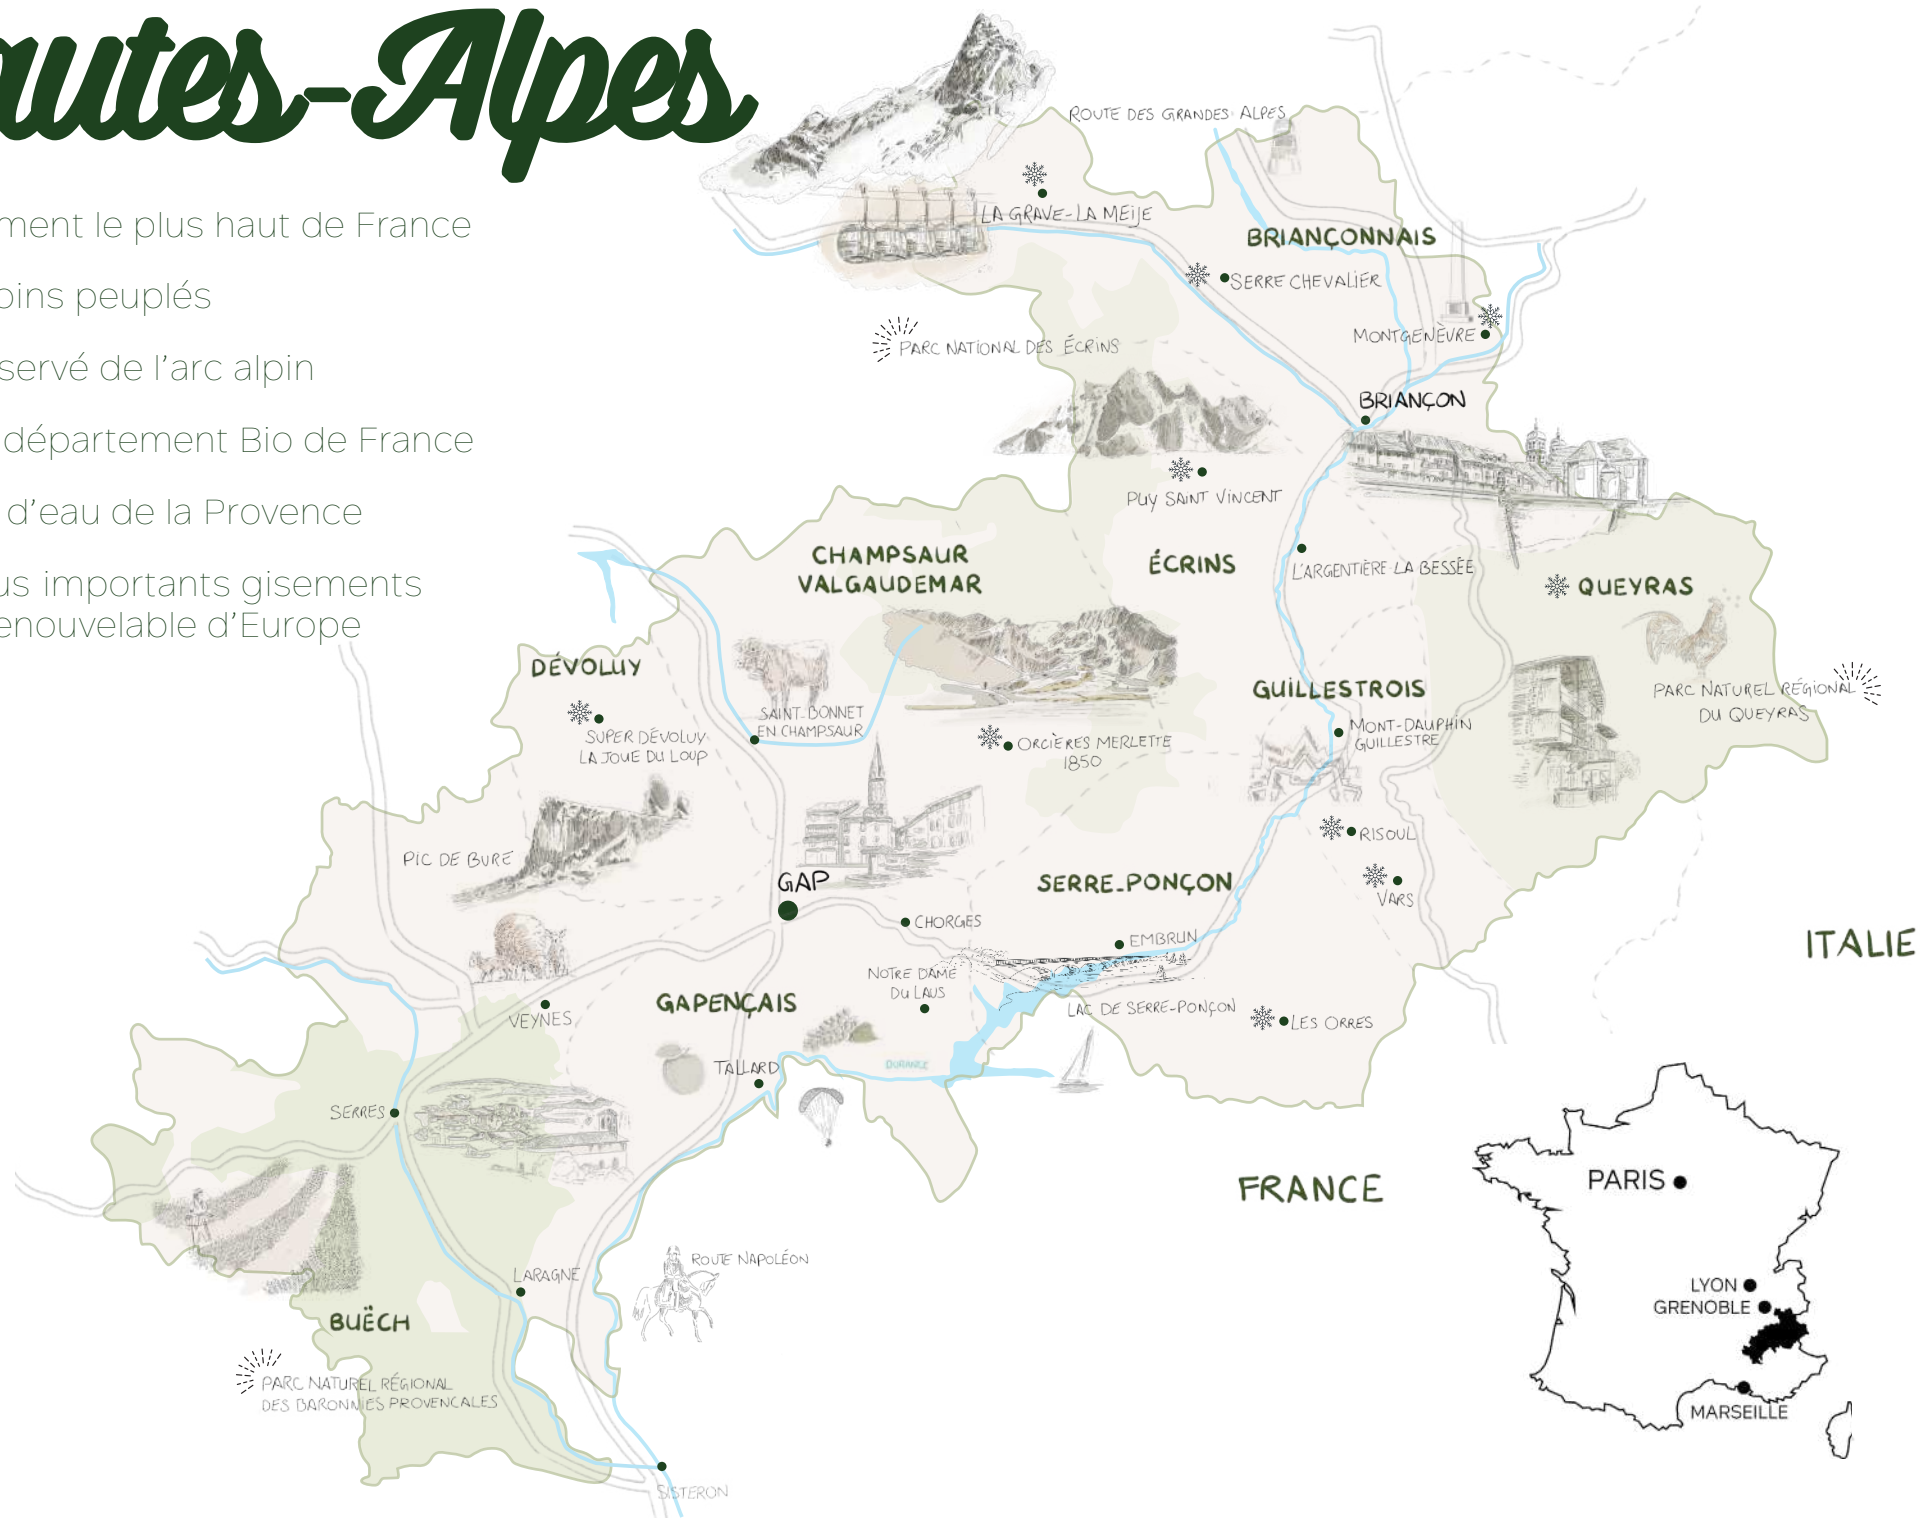 autes-Alpes
ment le plus haut de France
oins peuplés
servé de l'arc alpin
département Bio de France
d'eau de la Provence
us importants gisements
enouvelable d'Europe
ROUTE DES GRANDES ALPES
LA GRAVE-LA MEIJE
BRIANÇONNAIS
SERRE CHEVALIER
MONTGENÈVRE
PARC NATIONAL DES ÉCRINS
BRIANÇON
PUY SAINT VINCENT
CHAMPSAUR
VALGAUDEMAR
ÉCRINS
L'ARGENTIÈRE-LA BESSÉE
QUEYRAS
DÉVOLUY
GUILLESTROIS
PARC NATUREL RÉGIONAL
DU QUEYRAS
SAINT-BONNET
EN CHAMPSAUR
MONT-DAUPHIN
GUILLESTRE
SUPER DÉVOLUY
LA JOUE DU LOUP
ORCIÈRES MERLETTE
1850
RISOUL
PIC DE BURE
GAP
SERRE-PONÇON
VARS
CHORGES
EMBRUN
ITALIE
NOTRE DAME
DU LAUS
GAPENÇAIS
LAC DE SERRE-PONÇON
VEYNES
LES ORRES
TALLARD
DURANCE
SERRES
FRANCE
PARIS
ROUTE NAPOLÉON
LARAGNE
LYON
GRENOBLE
BUËCH
PARC NATUREL RÉGIONAL
DES BARONNIES PROVENCALES
MARSEILLE
SISTERON